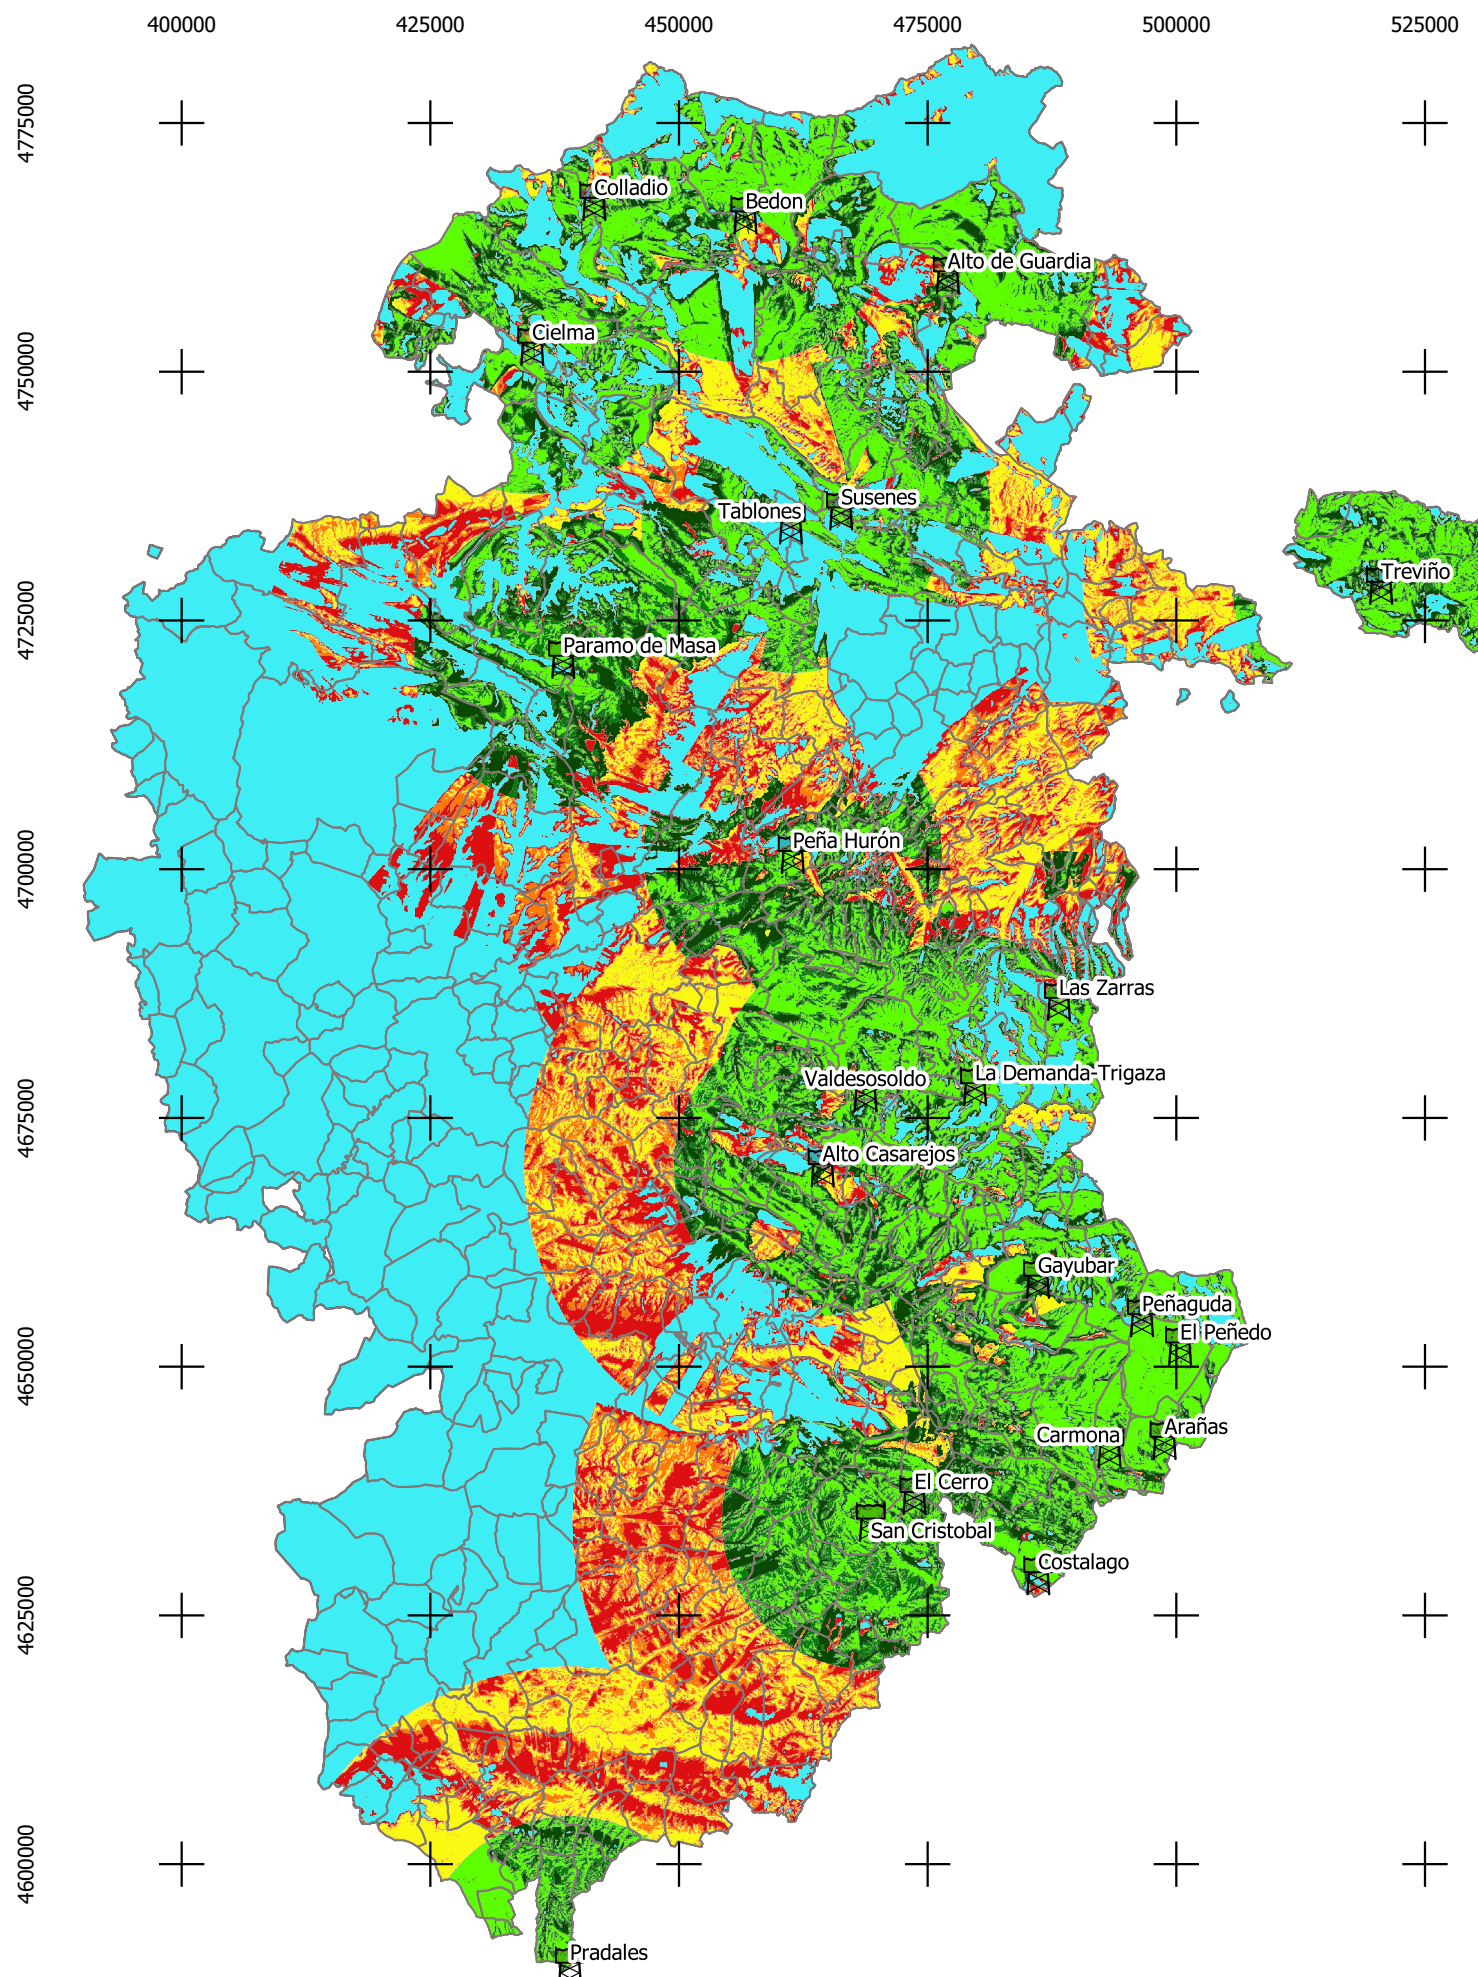 400000 425000 450000 475000 500000 525000
4775000
Colladio
Bedon
Alto de Guardia
Cielma
4750000
Susenes
Tablones
Treviño
4725000
Paramo de Masa
Peña Hurón
4700000
Las Zarras
La Demanda-Trigaza
Valdesosoldo
4675000
Alto Casarejos
Gayubar
Peñaguda
El Peñedo
4650000
Arañas
Carmona
El Cerro
San Cristobal
Costalago
4625000
4600000
Pradales